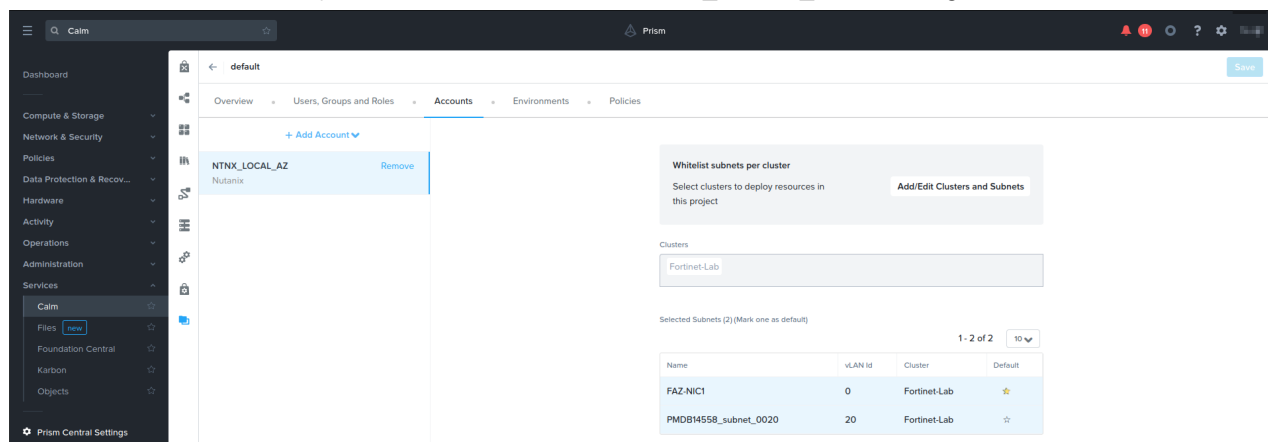 Calm
Prism
11
?
Dashboard
Compute & Storage
Network & Security
Policies
Data Protection & Recov...
Hardware
Activity
Operations
Administration
Services
Calm
Files new
Foundation Central
Karbon
Objects
Prism Central Settings
← default
Save
Overview
Users, Groups and Roles
Accounts
Environments
Policies
+ Add Account
NTNX_LOCAL_AZ Remove
Nutanix
Whitelist subnets per cluster
Select clusters to deploy resources in
this project
Add/Edit Clusters and Subnets
Clusters
Fortinet-Lab
Selected Subnets (2) (Mark one as default)
1 - 2 of 2 10
Name vLAN Id Cluster Default
FAZ-NIC1 0 Fortinet-Lab
PMDB14558_subnet_0020 20 Fortinet-Lab